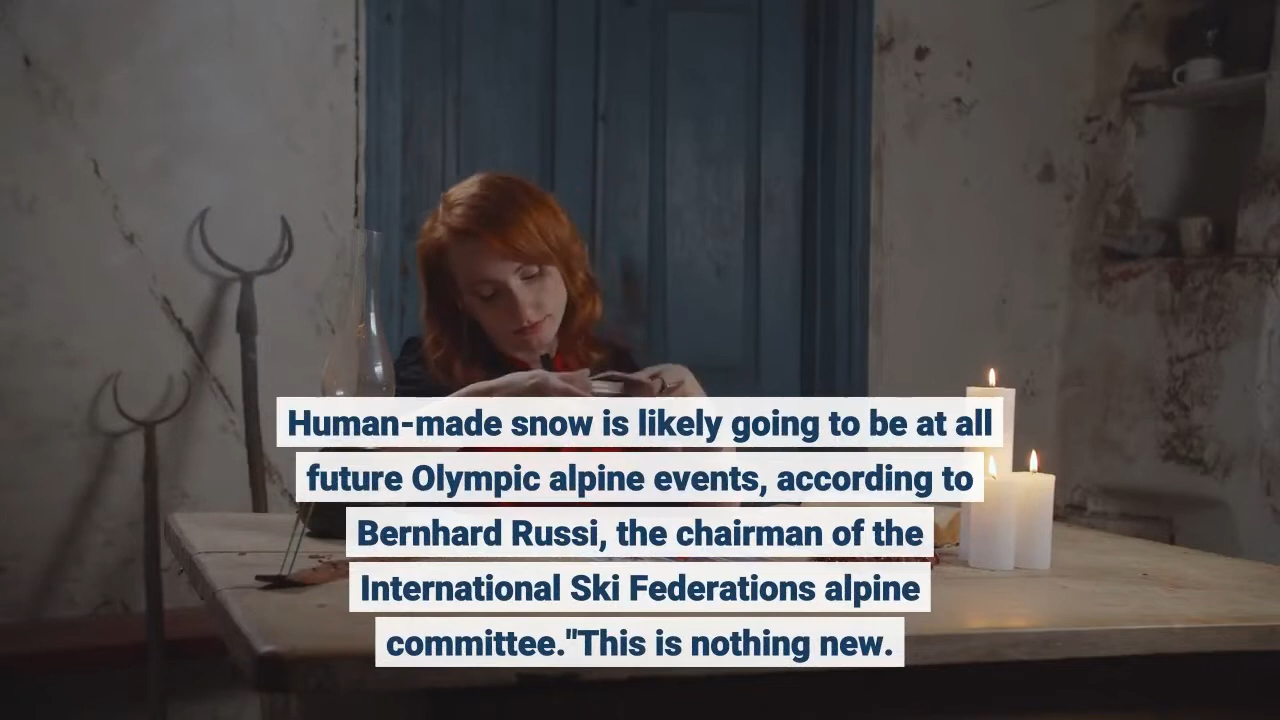 Human-made snow is likely going to be at all
future Olympic alpine events, according to
Bernhard Russi, the chairman of the
International Ski Federations alpine
committee."This is nothing new.